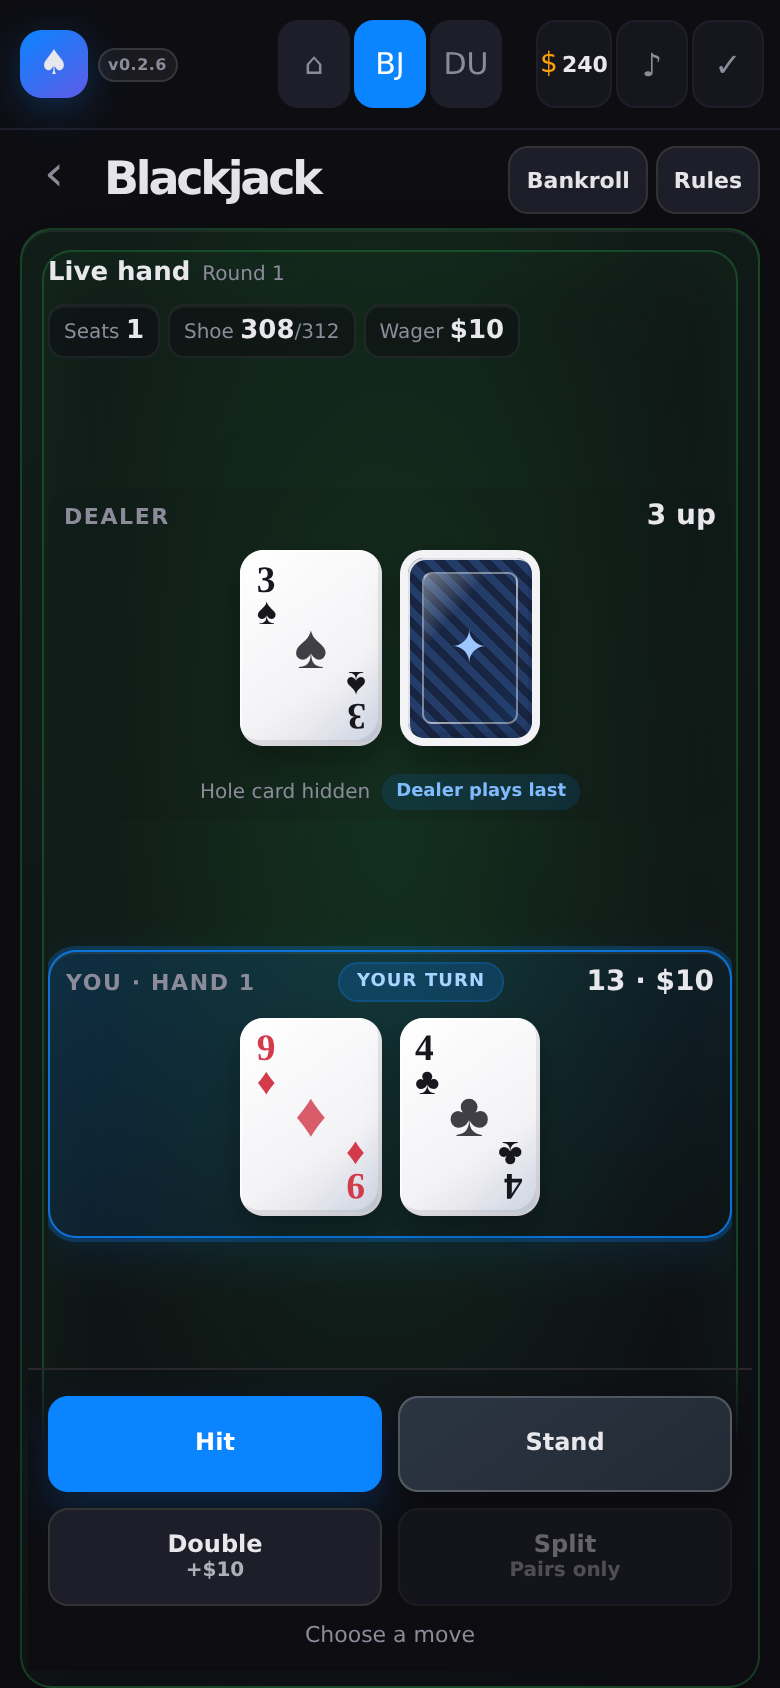 ♠ v0.2.6 ⌂ BJ DU $ 240 ♪ ✓
‹ Blackjack Bankroll Rules
Live hand Round 1
Seats 1 Shoe 308/312 Wager $10
DEALER 3 up
3
♠
♠
♠
3
✦
Hole card hidden Dealer plays last
YOU · HAND 1 YOUR TURN 13 · $10
9 4
♦ ♣
♦ ♣
♦ ♣
9 4
Hit Stand
Double Split
+$10 Pairs only
Choose a move